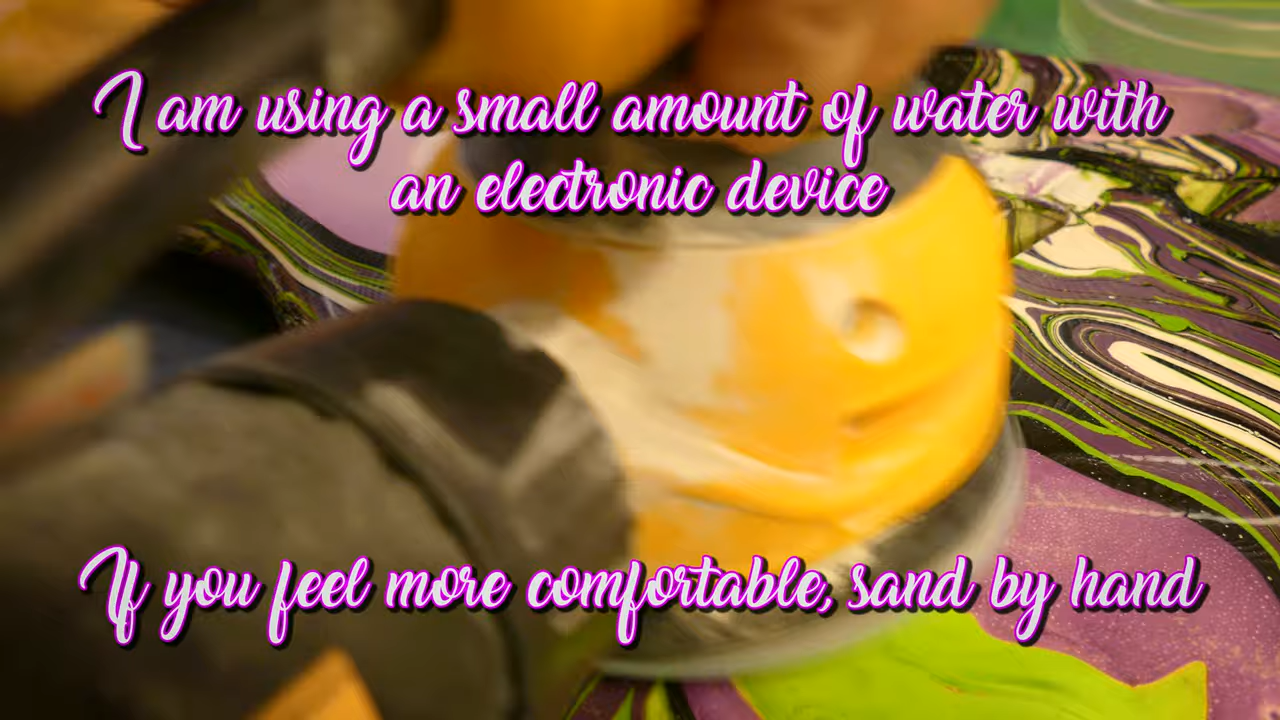 I am using a small amount of water with
an electronic device
If you feel more comfortable, sand by hand